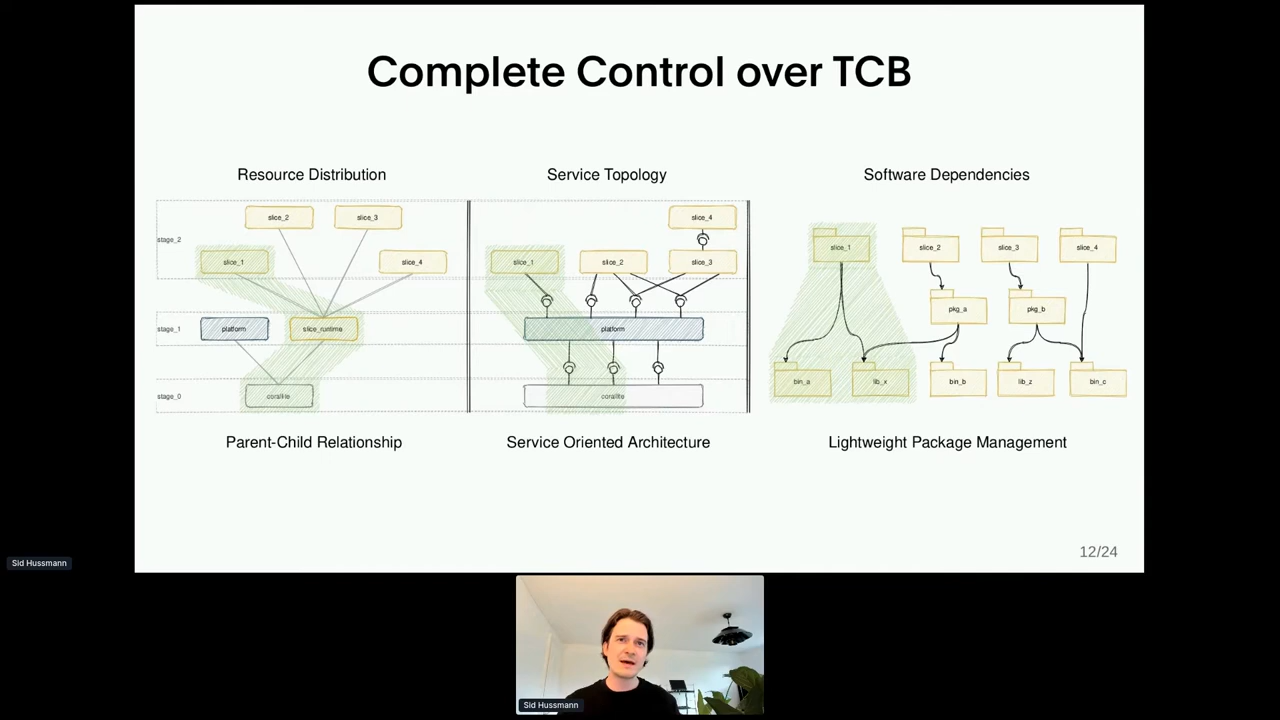 Complete Control over TCB
Resource Distribution
Service Topology
Software Dependencies
slice_2
slice_3
slice_4
stage_2
slice_1
slice_4
slice_1
slice_2
slice_3
slice_1
slice_2
slice_3
slice_4
stage_1
platform
slice_runtime
platform
pkg_a
pkg_b
stage_0
corallite
corallite
bin_a
lib_x
bin_b
lib_z
bin_c
Parent-Child Relationship
Service Oriented Architecture
Lightweight Package Management
12/24
Sid Hussmann
Sid Hussmann